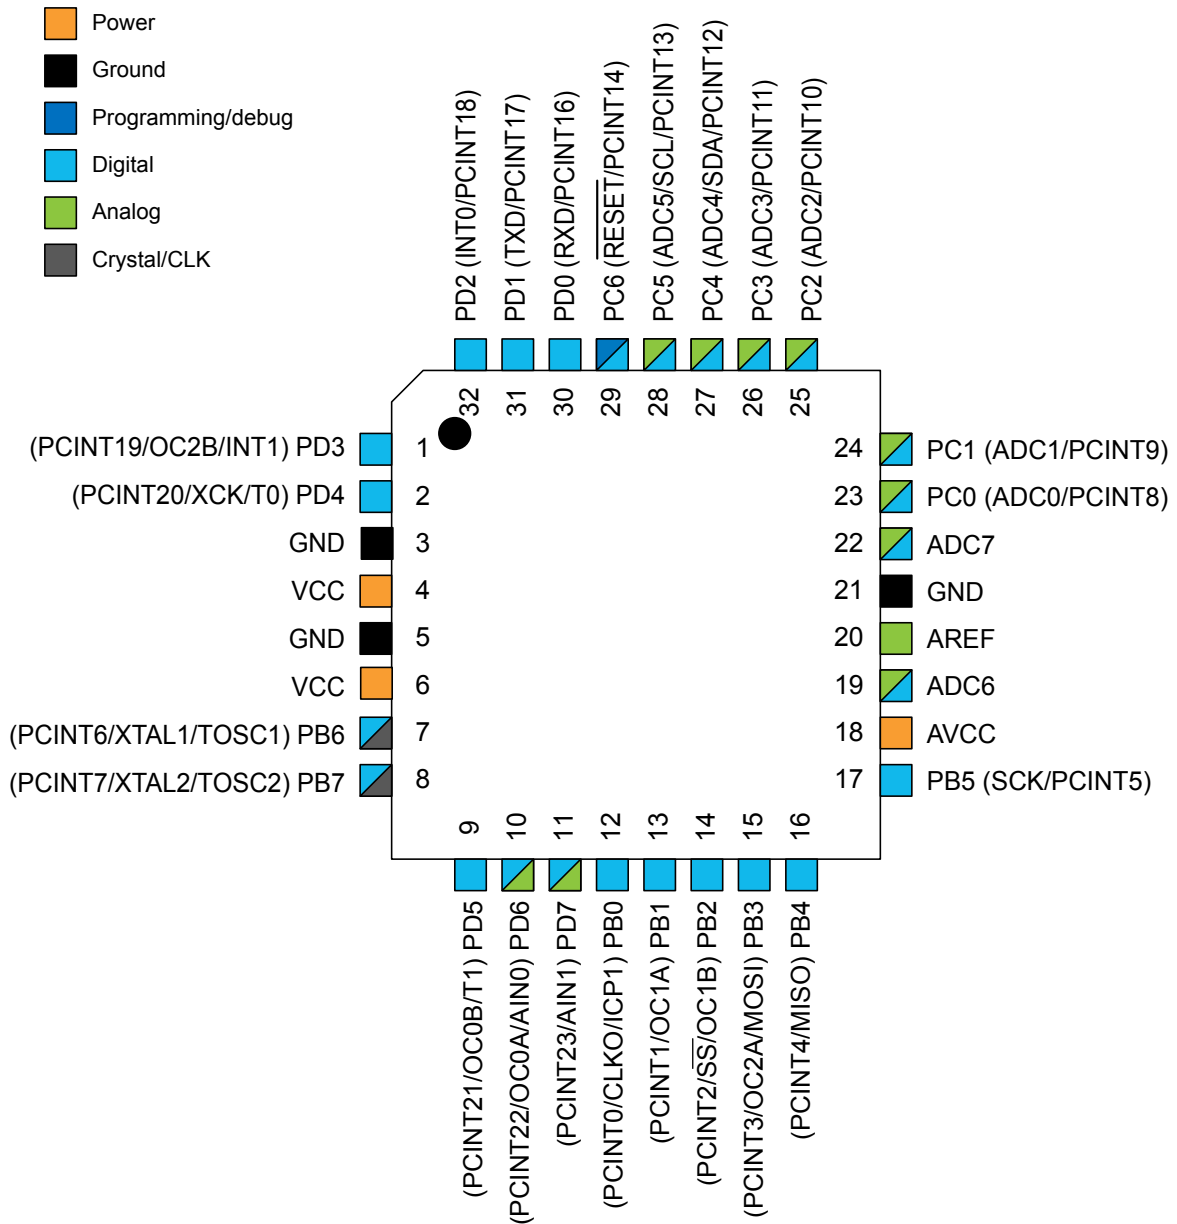 Power
Ground
Programming/debug
Digital
Analog
Crystal/CLK
PD2 (INT0/PCINT18)
PD1 (TXD/PCINT17)
PD0 (RXD/PCINT16)
PC6 (RESET/PCINT14)
PC5 (ADC5/SCL/PCINT13)
PC4 (ADC4/SDA/PCINT12)
PC3 (ADC3/PCINT11)
PC2 (ADC2/PCINT10)
32
31
30
29
28
27
26
25
(PCINT19/OC2B/INT1) PD3
1
(PCINT20/XCK/T0) PD4
2
GND
3
VCC
4
GND
5
VCC
6
(PCINT6/XTAL1/TOSC1) PB6
7
(PCINT7/XTAL2/TOSC2) PB7
8
24
PC1 (ADC1/PCINT9)
23
PC0 (ADC0/PCINT8)
22
ADC7
21
GND
20
AREF
19
ADC6
18
AVCC
17
PB5 (SCK/PCINT5)
9
10
11
12
13
14
15
16
(PCINT21/OC0B/T1) PD5
(PCINT22/OC0A/AIN0) PD6
(PCINT23/AIN1) PD7
(PCINT0/CLKO/ICP1) PB0
(PCINT1/OC1A) PB1
(PCINT2/SS/OC1B) PB2
(PCINT3/OC2A/MOSI) PB3
(PCINT4/MISO) PB4